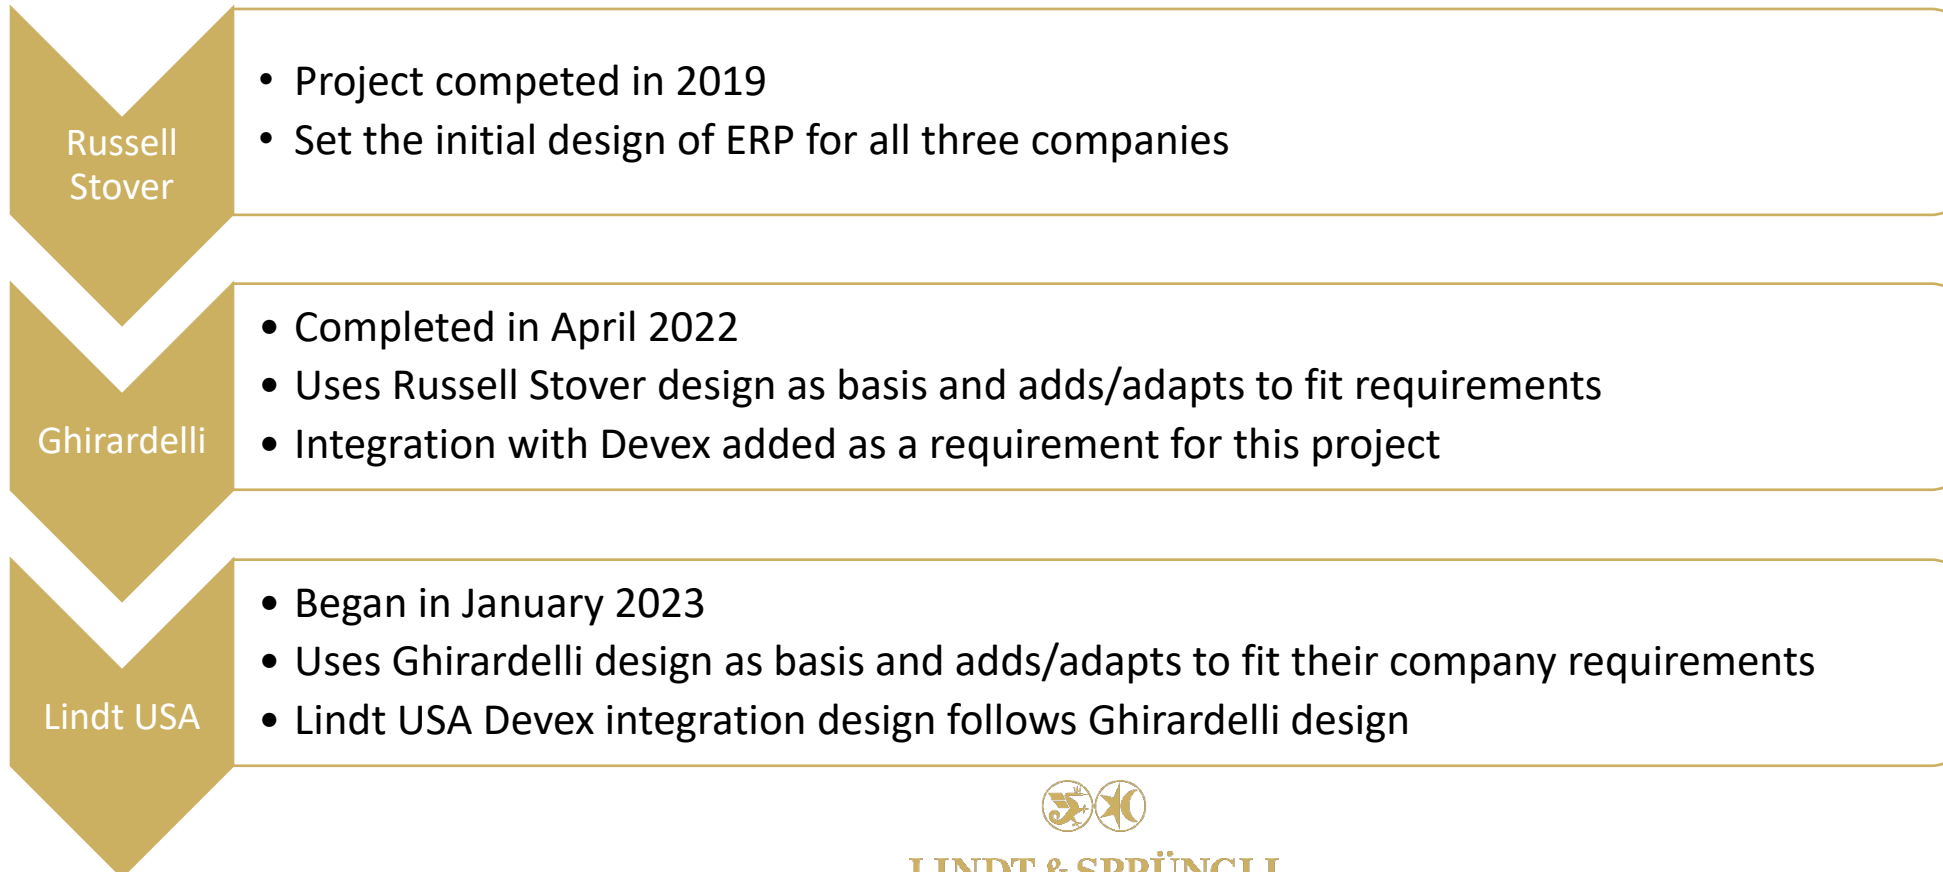 Russell
Stover
• Project competed in 2019
• Set the initial design of ERP for all three companies
Ghirardelli
• Completed in April 2022
• Uses Russell Stover design as basis and adds/adapts to fit requirements
• Integration with Devex added as a requirement for this project
Lindt USA
• Began in January 2023
• Uses Ghirardelli design as basis and adds/adapts to fit their company requirements
• Lindt USA Devex integration design follows Ghirardelli design
LINDT & SPRÜNGLI